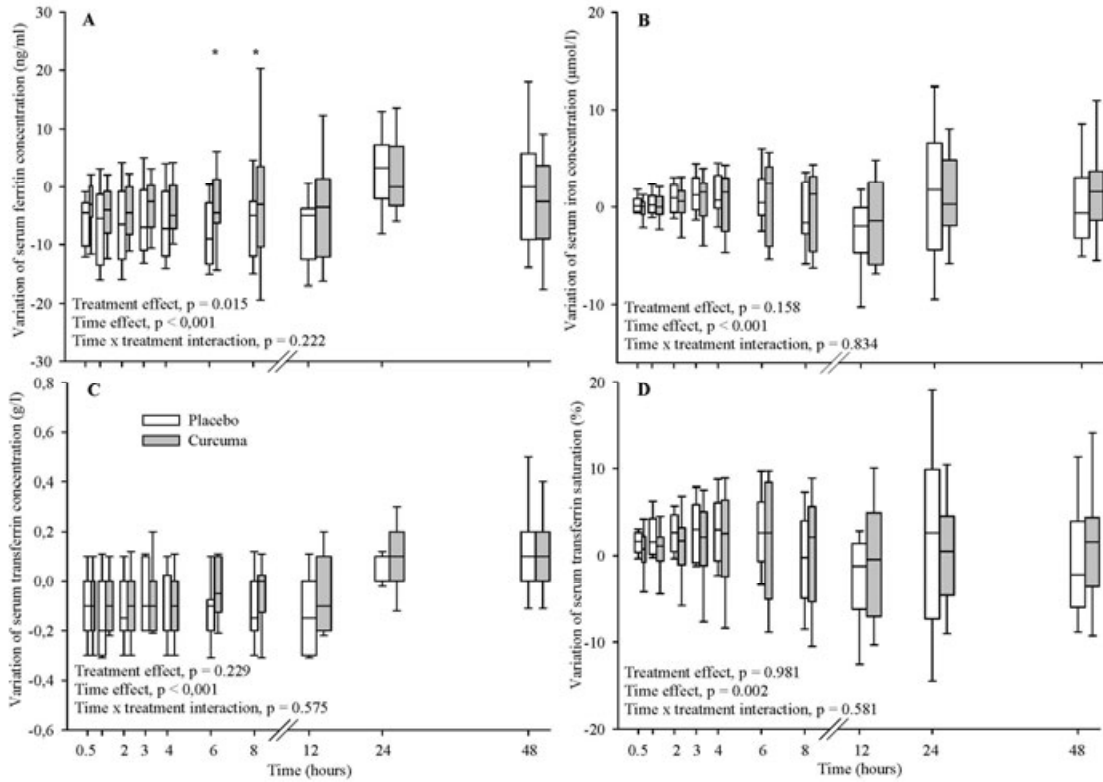 A
Variation of serum ferritin concentration (ng/ml)
30
20
10
0
-10
-20
-30
* *
Treatment effect, p = 0.015
Time effect, p < 0,001
Time x treatment interaction, p = 0.222
B
Variation of serum iron concentration (µmol/l)
20
10
0
-10
Treatment effect, p = 0.158
Time effect, p < 0.001
Time x treatment interaction, p = 0.834
C
Variation of serum transferrin concentration (g/l)
0,8
0,6
0,4
0,2
0,0
-0,2
-0,4
-0,6
Placebo
Curcuma
Treatment effect, p = 0.229
Time effect, p < 0,001
Time x treatment interaction, p = 0.575
0.5 2 3 4 6 8 12 24 48
Time (hours)
D
Variation of serum transferrin saturation (%)
20
10
0
-10
-20
Treatment effect, p = 0.981
Time effect, p = 0.002
Time x treatment interaction, p = 0.581
0.5 2 3 4 6 8 12 24 48
Time (hours)